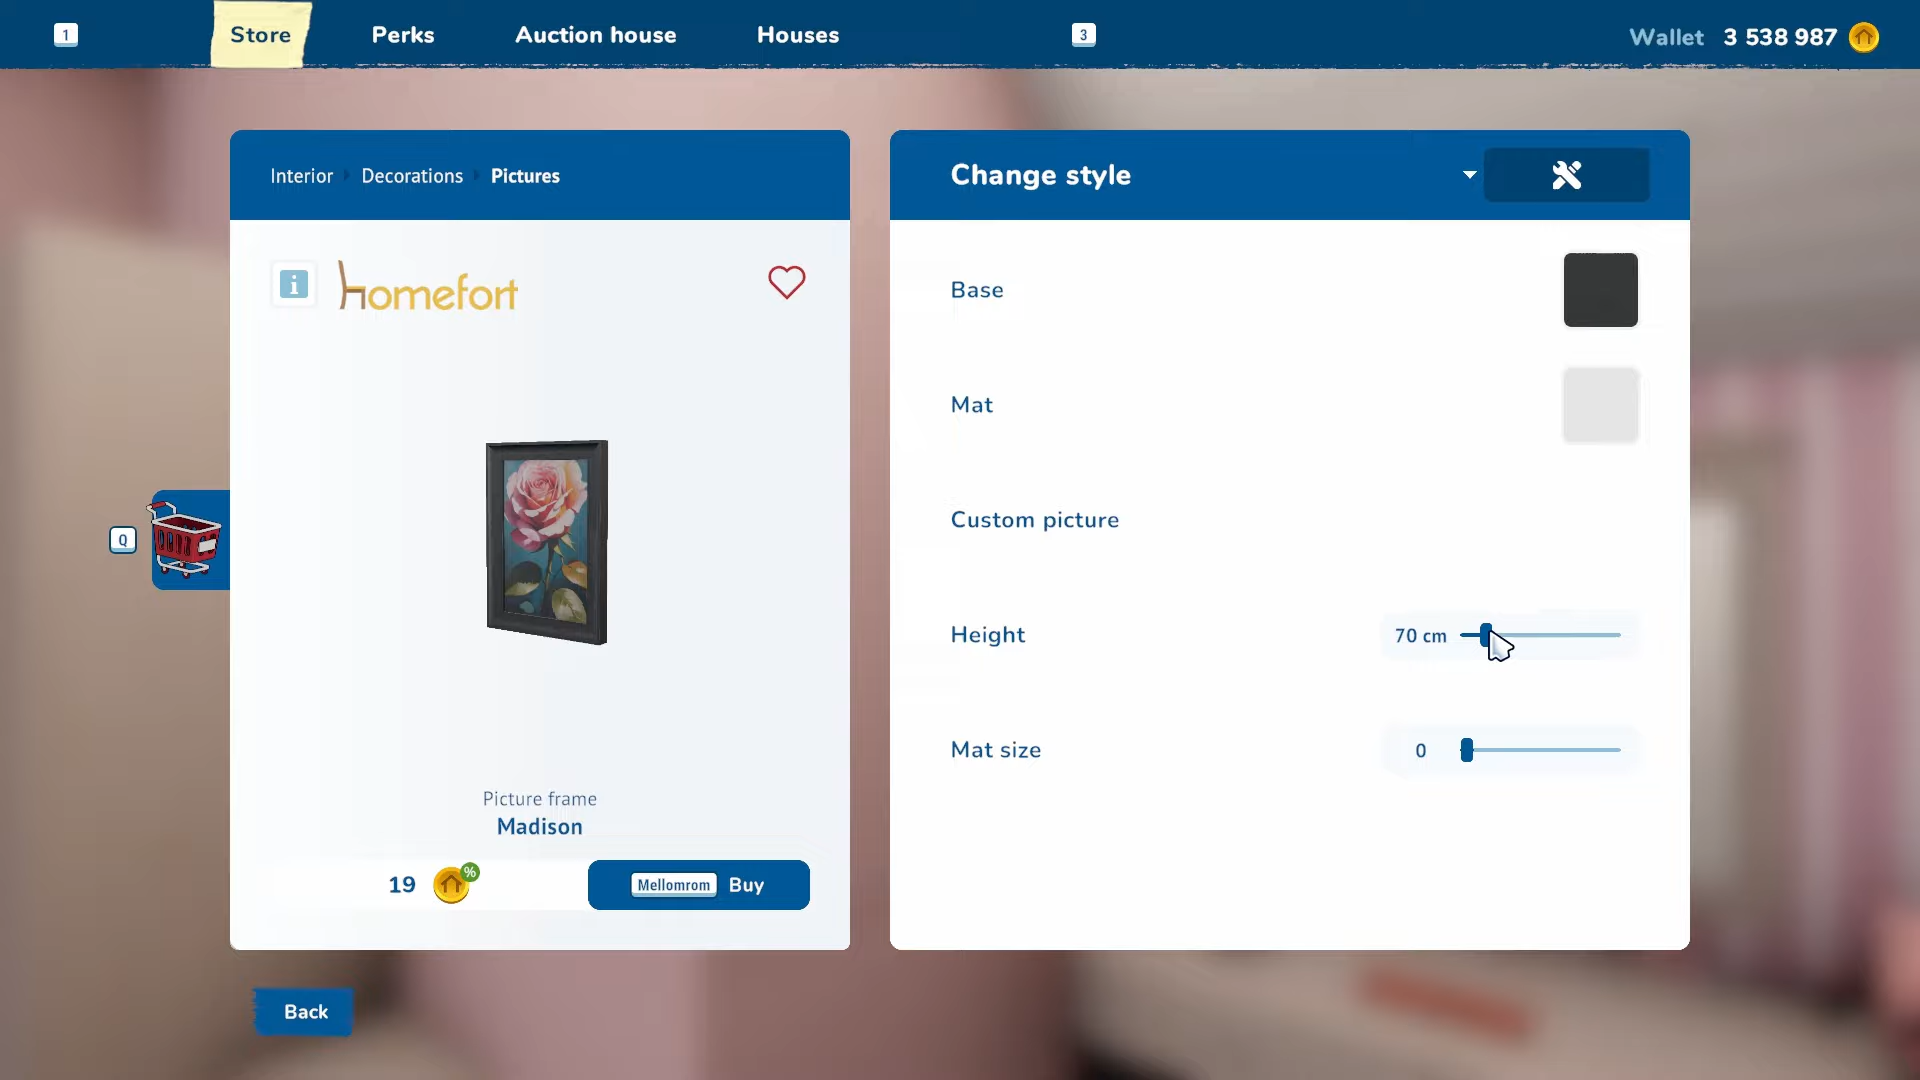 1
Store
Perks
Auction house
Houses
3
Wallet 3 538 987
Interior Decorations Pictures
Change style
i homefort
Base
Mat
Custom picture
Q
Height
70 cm
Mat size
0
Picture frame
Madison
19 %
Mellomrom Buy
Back